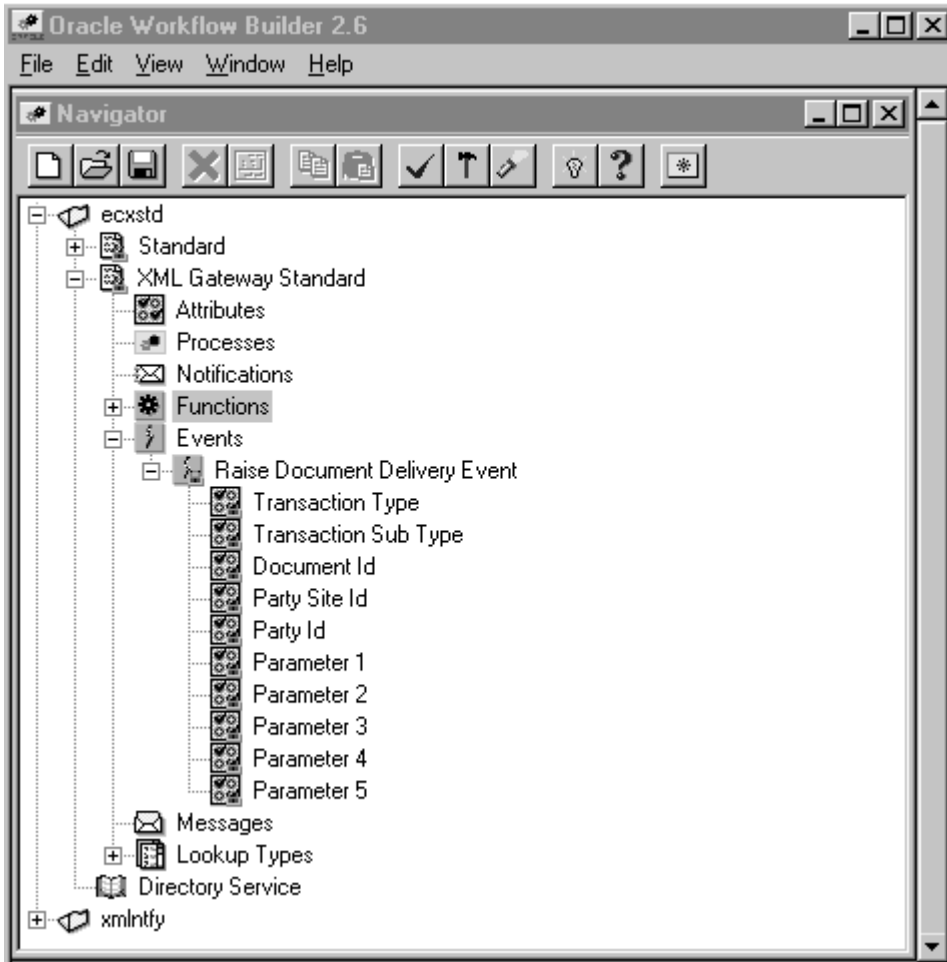 Oracle Workflow Builder 2.6
File Edit View Window Help
Navigator
ecxstd
Standard
XML Gateway Standard
Attributes
Processes
Notifications
Functions
Events
Raise Document Delivery Event
Transaction Type
Transaction Sub Type
Document Id
Party Site Id
Party Id
Parameter 1
Parameter 2
Parameter 3
Parameter 4
Parameter 5
Messages
Lookup Types
Directory Service
xmlntfy